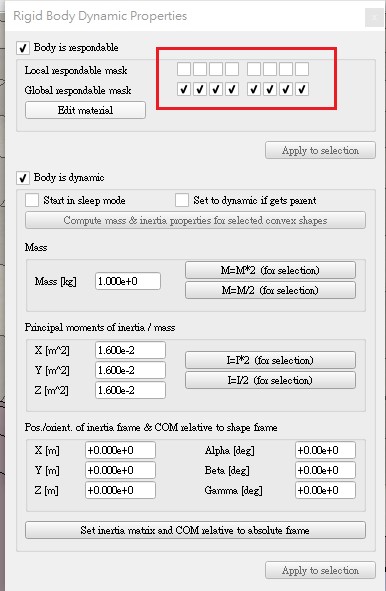 Rigid Body Dynamic Properties
Body is respondable
Local respondable mask
Global respondable mask
Edit material
Apply to selection
Body is dynamic
Start in sleep mode Set to dynamic if gets parent
Compute mass & inertia properties for selected convex shapes
Mass
Mass [kg] 1.000e+0 M=M*2 (for selection)
M=M/2 (for selection)
Principal moments of inertia / mass
X [m^2] 1.600e-2
Y [m^2] 1.600e-2 I=I*2 (for selection)
Z [m^2] 1.600e-2 I=I/2 (for selection)
Pos./orient. of inertia frame & COM relative to shape frame
X [m] +0.000e+0 Alpha [deg] +0.00e+0
Y [m] +0.000e+0 Beta [deg] +0.00e+0
Z [m] +0.000e+0 Gamma [deg] +0.00e+0
Set inertia matrix and COM relative to absolute frame
Apply to selection